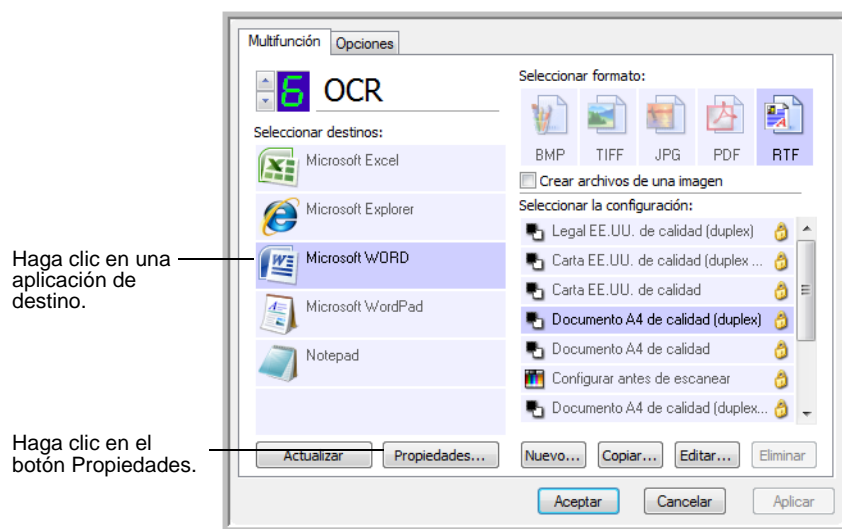 Multifunción
Opciones
6
OCR
Seleccionar destinos:
Microsoft Excel
Microsoft Explorer
Microsoft WORD
Microsoft WordPad
Notepad
Actualizar
Propiedades...
Seleccionar formato:
BMP TIFF JPG PDF RTF
Crear archivos de una imagen
Seleccionar la configuración:
Legal EE.UU. de calidad (duplex)
Carta EE.UU. de calidad (duplex ...
Carta EE.UU. de calidad
Documento A4 de calidad (duplex)
Documento A4 de calidad
Configurar antes de escanear
Documento A4 de calidad (duplex...
Nuevo... Copiar... Editar... Eliminar
Aceptar Cancelar Aplicar
Haga clic en una
aplicación de
destino.
Haga clic en el
botón Propiedades.